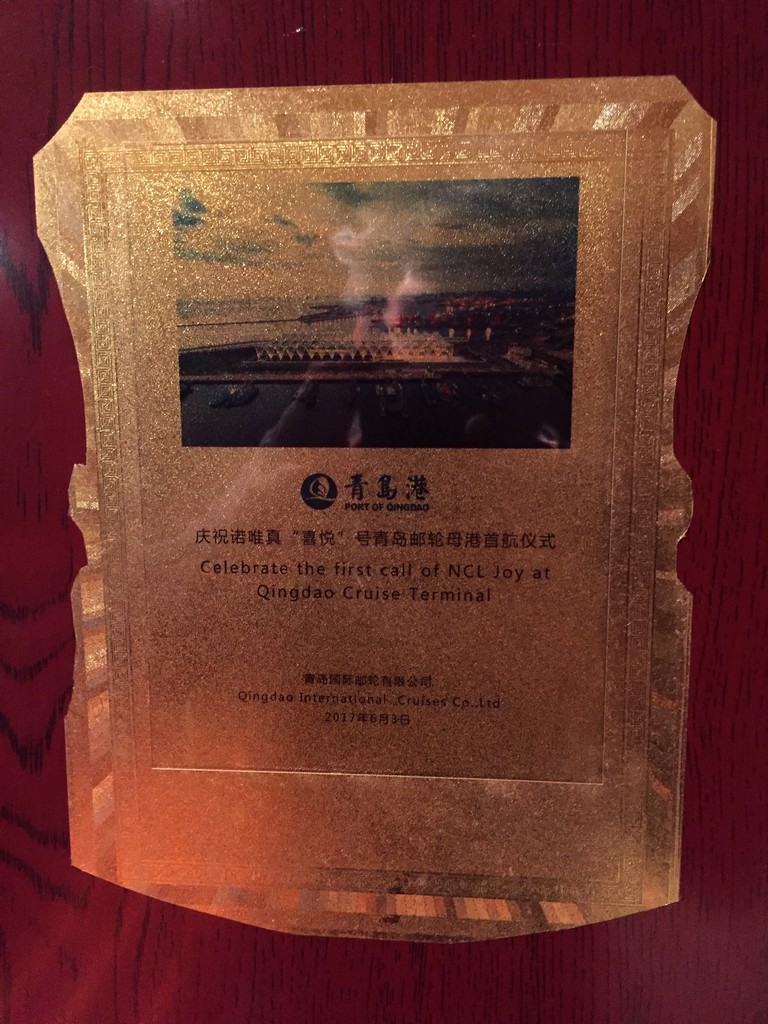 青島港
PORT OF QINGDAO
庆祝诺唯真“喜悦”号青岛邮轮母港首航仪式
Celebrate the first call of NCL Joy at
Qingdao Cruise Terminal
青岛国际邮轮有限公司
Qingdao International ,Cruises Co.,Ltd
2017年6月3日